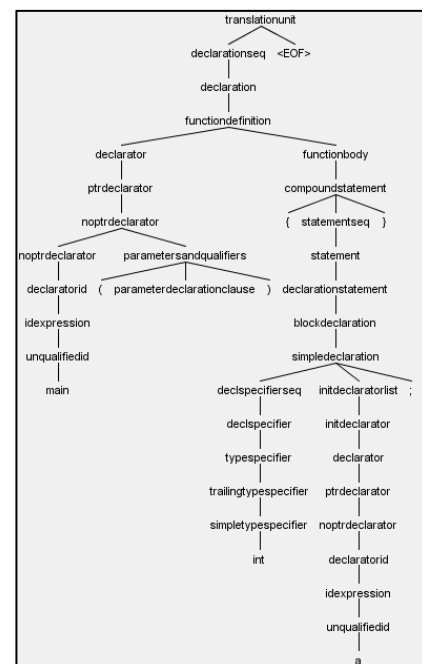 translationunit
declarationseq <EOF>
declaration
functiondefinition
declarator functionbody
ptrdeclarator compoundstatement
noptrdeclarator { statementseq }
noptrdeclarator parametersandqualifiers statement
declaratorid ( parameterdeclarationclause ) declarationstatement
idexpression blockdeclaration
unqualifiedid simpledeclaration
main declspecifierseq initdeclaratorlist ;
declspecifier initdeclarator
typespecifier declarator
trailingtypespecifier ptrdeclarator
simpletypespecifier noptrdeclarator
int declaratorid
idexpression
unqualifiedid
a